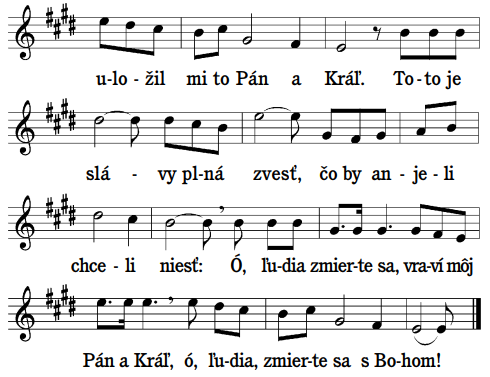 u-lo-žil mi to Pán a Kráľ. To-to je
slá-vy pl-ná zvesť, čo by an-je-li
chce-li niesť: Ó, ľu-dia zmier-te sa, vra-ví môj
Pán a Kráľ, ó, ľu-dia, zmier-te sa s Bo-hom!